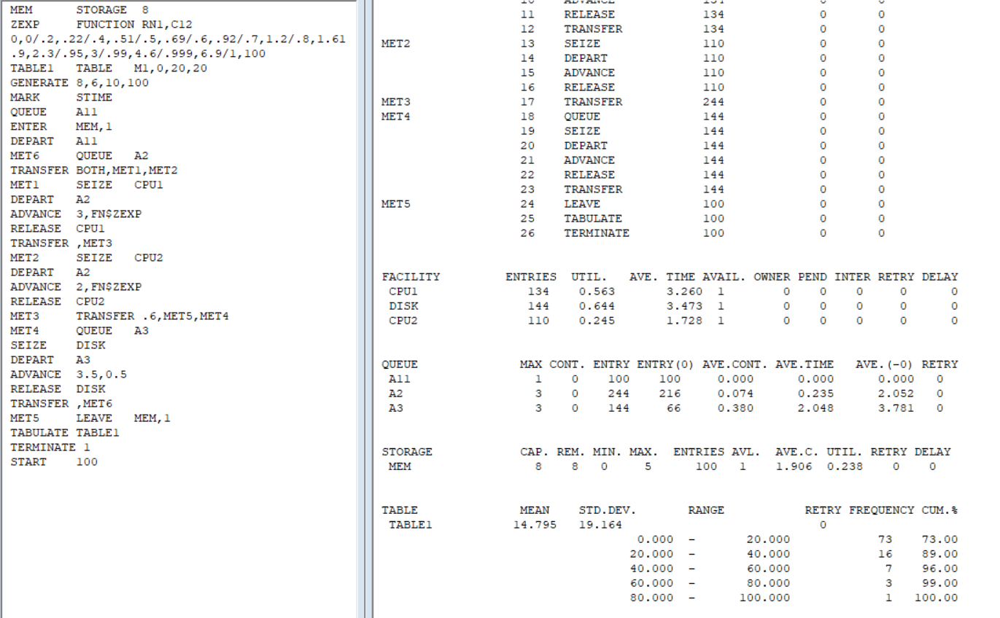 MEM STORAGE 8
ZEXP FUNCTION RN1,C12
0,0/.2,.22/.4,.51/.5,.69/.6,.92/.7,1.2/.8,1.61
.9,2.3/.95,3/.99,4.6/.999,6.9/1,100
TABLE1 TABLE M1,0,20,20
GENERATE 8,6,10,100
MARK STIME
QUEUE A11
ENTER MEM,1
DEPART A11
MET6 QUEUE A2
TRANSFER BOTH,MET1,MET2
MET1 SEIZE CPU1
DEPART A2
ADVANCE 3,FN$ZEXP
RELEASE CPU1
TRANSFER ,MET3
MET2 SEIZE CPU2
DEPART A2
ADVANCE 2,FN$ZEXP
RELEASE CPU2
MET3 TRANSFER .6,MET5,MET4
MET4 QUEUE A3
SEIZE DISK
DEPART A3
ADVANCE 3.5,0.5
RELEASE DISK
TRANSFER ,MET6
MET5 LEAVE MEM,1
TABULATE TABLE1
TERMINATE 1
START 100
10 ADVANCE 134 0 0
11 RELEASE 134 0 0
12 TRANSFER 134 0 0
MET2 13 SEIZE 110 0 0
14 DEPART 110 0 0
15 ADVANCE 110 0 0
16 RELEASE 110 0 0
MET3 17 TRANSFER 244 0 0
MET4 18 QUEUE 144 0 0
19 SEIZE 144 0 0
20 DEPART 144 0 0
21 ADVANCE 144 0 0
22 RELEASE 144 0 0
23 TRANSFER 144 0 0
MET5 24 LEAVE 100 0 0
25 TABULATE 100 0 0
26 TERMINATE 100 0 0
FACILITY ENTRIES UTIL. AVE. TIME AVAIL. OWNER PEND INTER RETRY DELAY
CPU1 134 0.563 3.260 1 0 0 0 0 0
DISK 144 0.644 3.473 1 0 0 0 0 0
CPU2 110 0.245 1.728 1 0 0 0 0 0
QUEUE MAX CONT. ENTRY ENTRY(0) AVE.CONT. AVE.TIME AVE.(-0) RETRY
A11 1 0 100 100 0.000 0.000 0.000 0
A2 3 0 244 216 0.074 0.235 2.052 0
A3 3 0 144 66 0.380 2.048 3.781 0
STORAGE CAP. REM. MIN. MAX. ENTRIES AVL. AVE.C. UTIL. RETRY DELAY
MEM 8 8 0 5 100 1 1.906 0.238 0 0
TABLE MEAN STD.DEV. RANGE RETRY FREQUENCY CUM.%
TABLE1 14.795 19.164 0
0.000 - 20.000 73 73.00
20.000 - 40.000 16 89.00
40.000 - 60.000 7 96.00
60.000 - 80.000 3 99.00
80.000 - 100.000 1 100.00